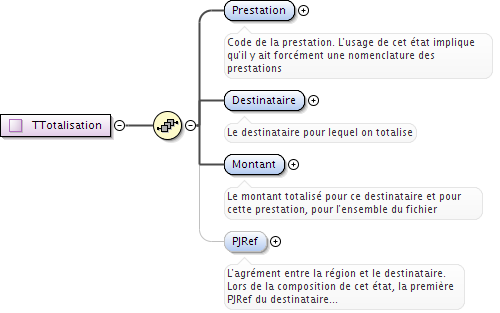 Prestation
Code de la prestation. L'usage de cet état implique
qu'il y ait forcément une nomenclature des
prestations
Destinataire
Le destinataire pour lequel on totalise
TTotalisation
Montant
Le montant totalisé pour ce destinataire et pour
cette prestation, pour l'ensemble du fichier
PJRef
L'agrément entre la région et le destinataire.
Lors de la composition de cet état, la première
PJRef du destinataire...